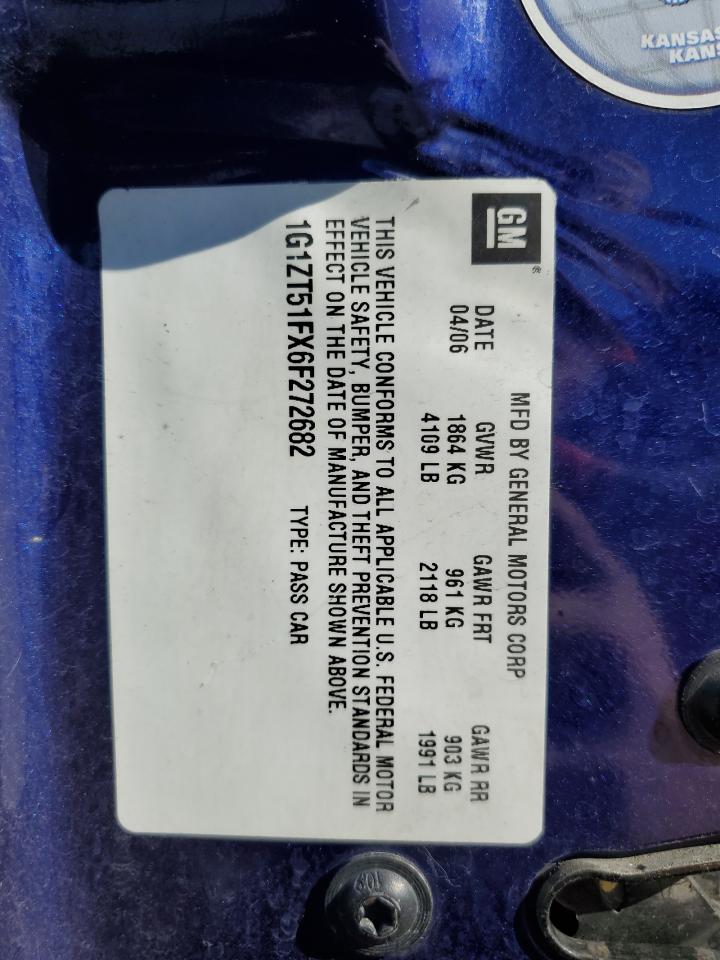 KANSAS
KANS
GM
®
MFD BY GENERAL MOTORS CORP
DATE GVWR GAWR FRT GAWR RR
04/06 1864 KG 961 KG 903 KG
4109 LB 2118 LB 1991 LB
THIS VEHICLE CONFORMS TO ALL APPLICABLE U.S. FEDERAL MOTOR
VEHICLE SAFETY, BUMPER, AND THEFT PREVENTION STANDARDS IN
EFFECT ON THE DATE OF MANUFACTURE SHOWN ABOVE.
1G1ZT51FX6F272682 TYPE: PASS CAR